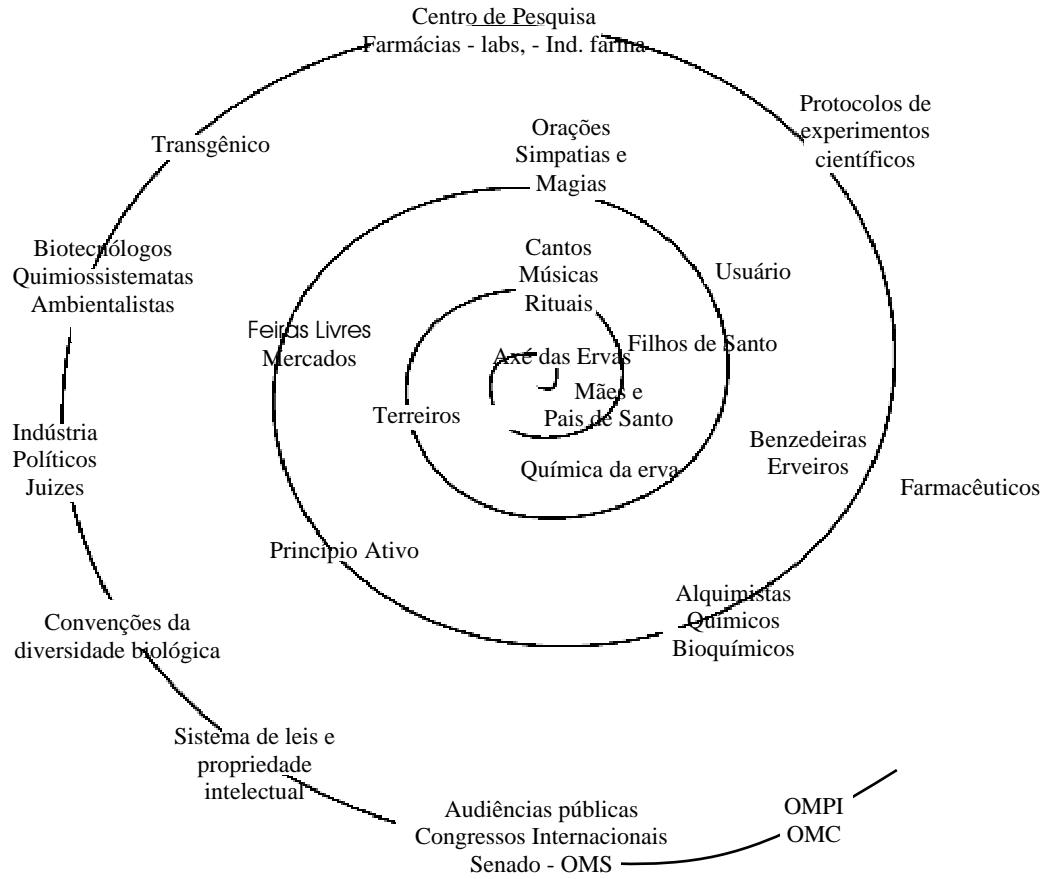 Centro de Pesquisa
Farmácias - labs, - Ind. farma
Protocolos de
experimentos
científicos
Transgênico
Orações
Simpatias e
Magias
Biotecnólogos
Quimiossistematas
Ambientalistas
Cantos
Músicas
Rituais
Usuário
Feiras Livres
Mercados
Filhos de Santo
Axé das Ervas
Mães e
Pais de Santo
Terreiros
Indústria
Políticos
Juizes
Benzedeiras
Erveiros
Química da erva
Farmacêuticos
Princípio Ativo
Alquimistas
Químicos
Bioquímicos
Convenções da
diversidade biológica
Sistema de leis e
propriedade
intelectual
Audiências públicas
Congressos Internacionais
Senado - OMS
OMPI
OMC